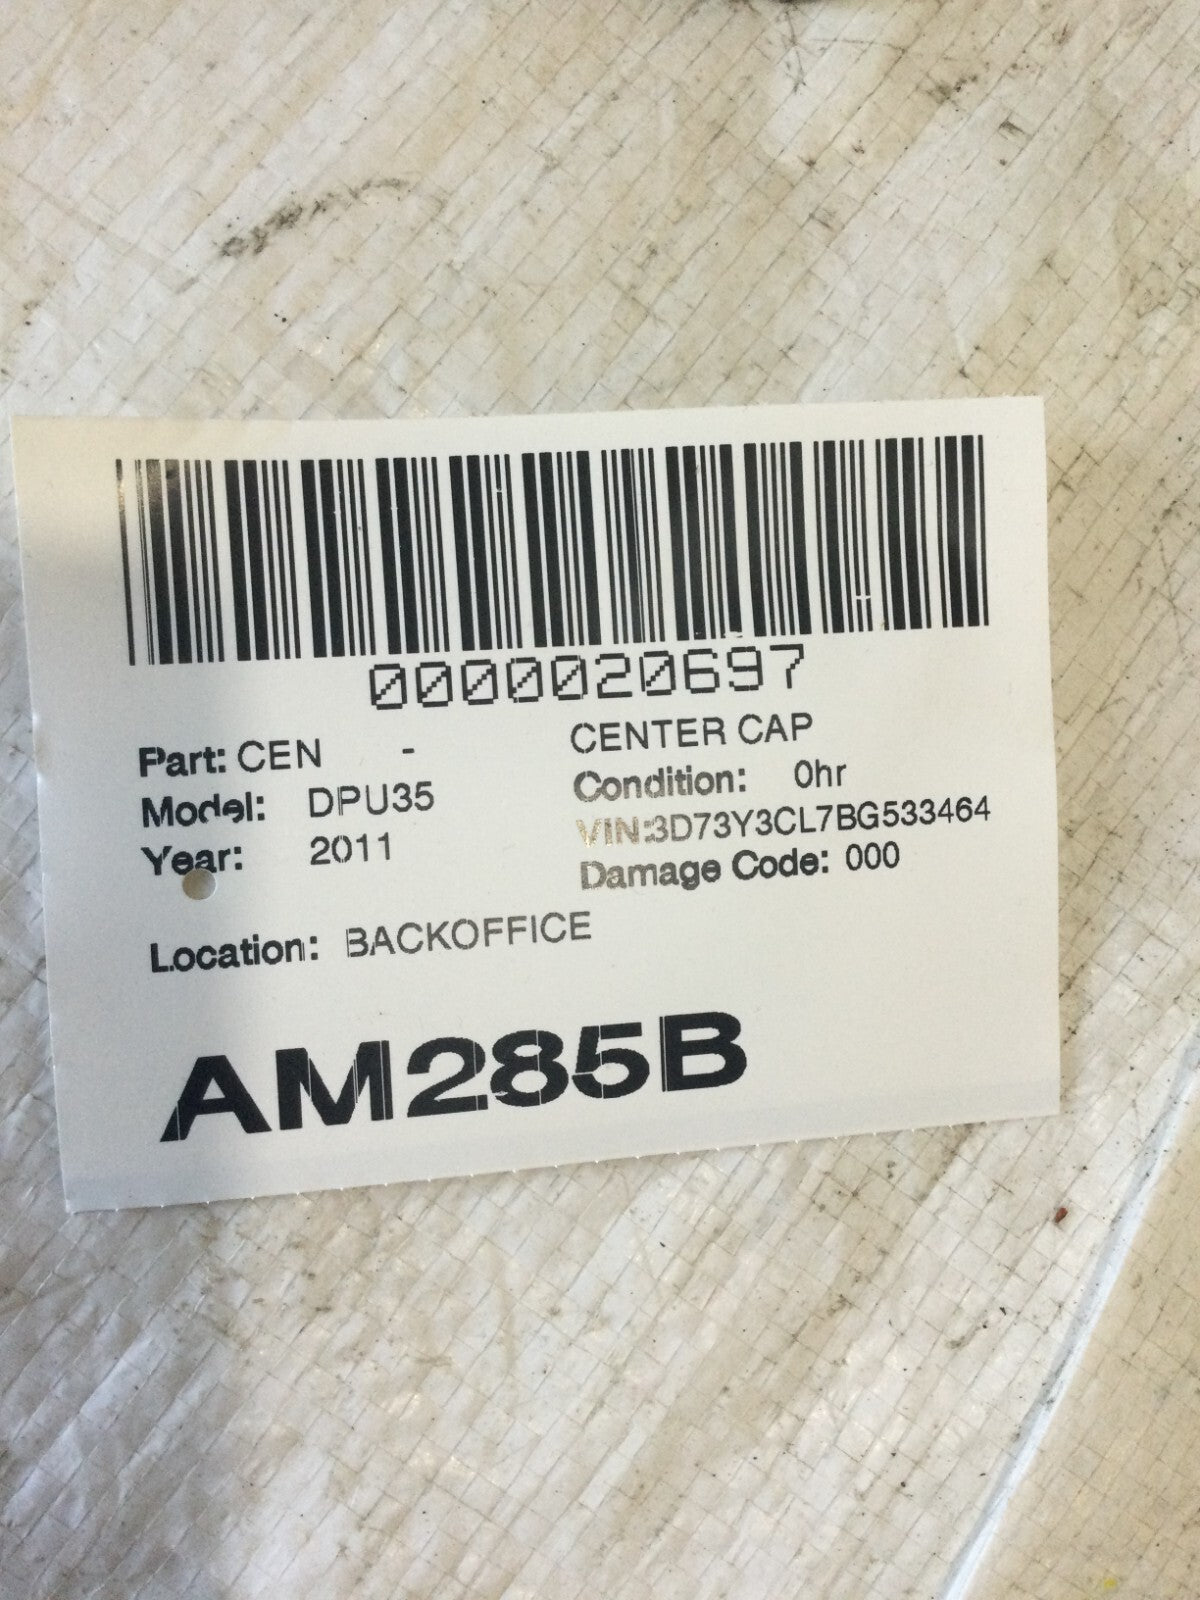 0000020697
Part: CEN - CENTER CAP
Model: DPU35 Condition: 0hr
Year: 2011 VIN:3D73Y3CL7BG533464
Damage Code: 000
Location: BACKOFFICE
AM285B